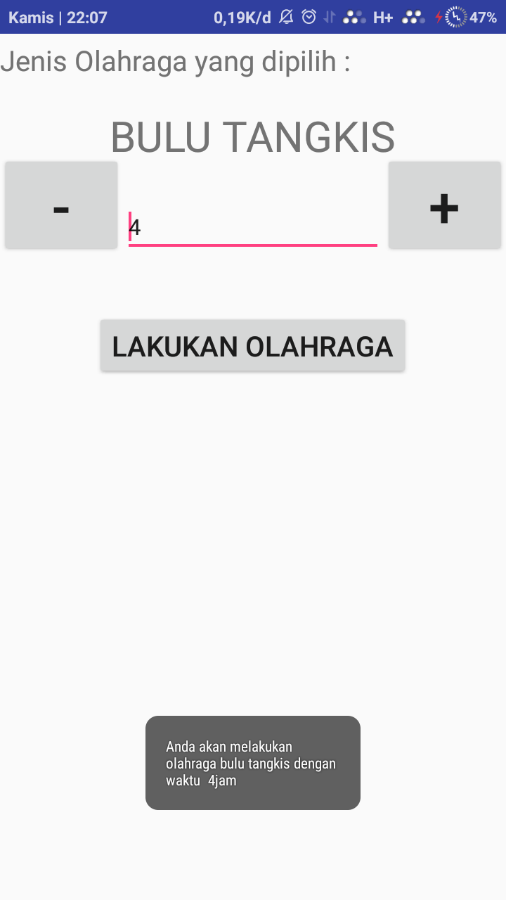 Kamis | 22:07 0,19K/d H+ 47%
Jenis Olahraga yang dipilih :
BULU TANGKIS
- 4 +
LAKUKAN OLAHRAGA
Anda akan melakukan
olahraga bulu tangkis dengan
waktu  4jam